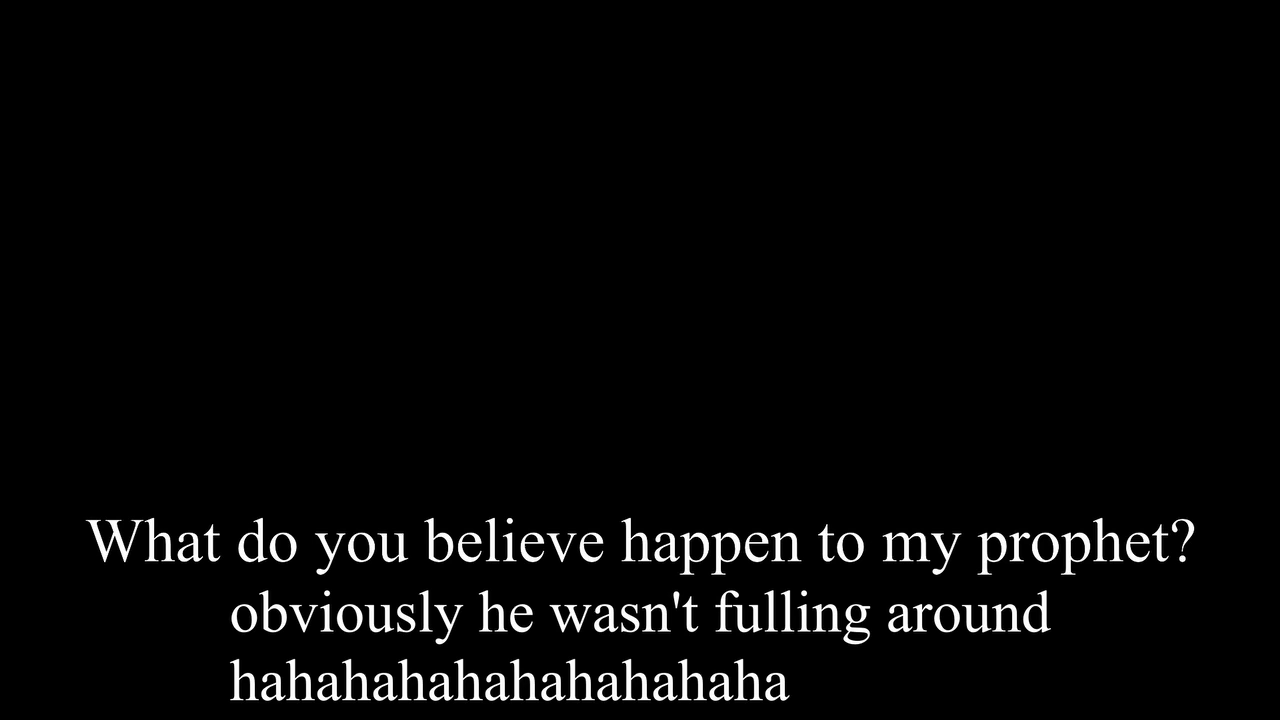 What do you believe happen to my prophet?
obviously he wasn't fulling around
hahahahahahahahahaha